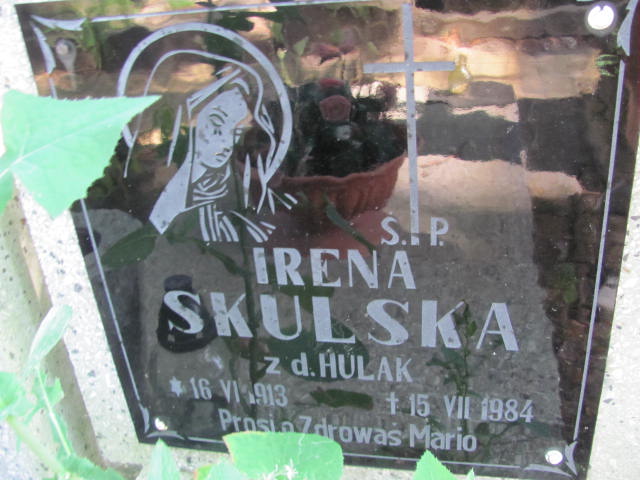 Ś.P.
IRENA
SKULSKA
z d. HULAK
* 16 VI 1913 † 15 VII 1984
Prosi o Zdrowaś Mario